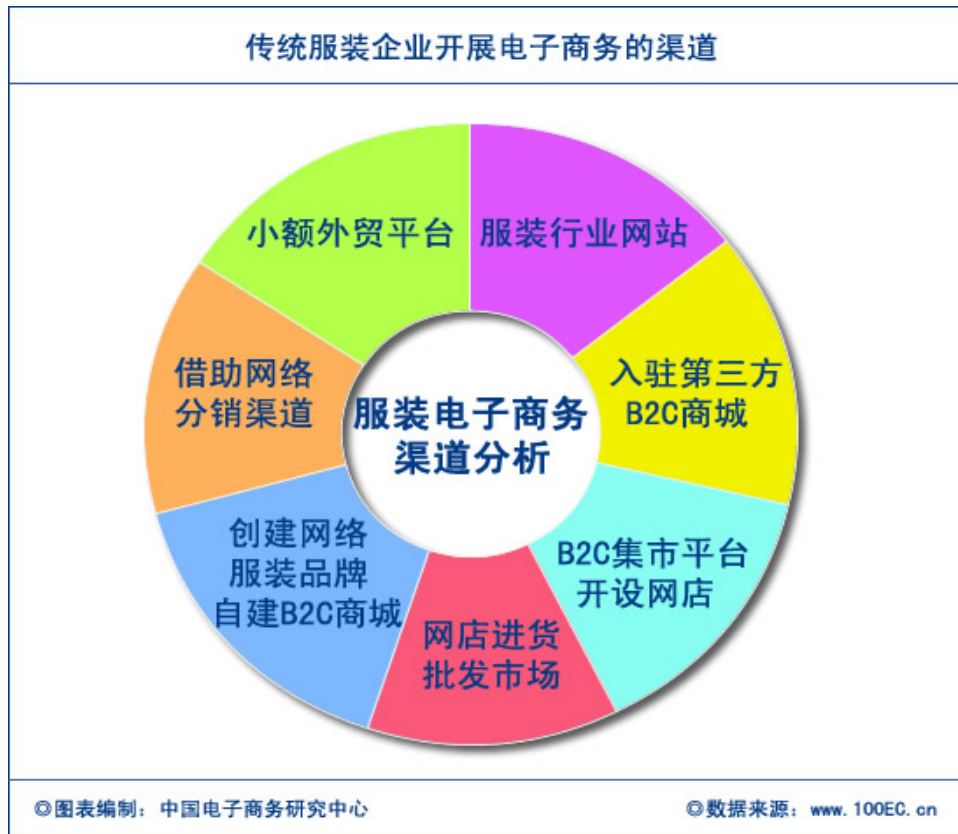 传统服装企业开展电子商务的渠道
小额外贸平台
服装行业网站
借助网络
分销渠道
入驻第三方
B2C商城
服装电子商务
渠道分析
创建网络
服装品牌
自建B2C商城
B2C集市平台
开设网店
网店进货
批发市场
◎图表编制：中国电子商务研究中心
◎数据来源：www.100EC.cn